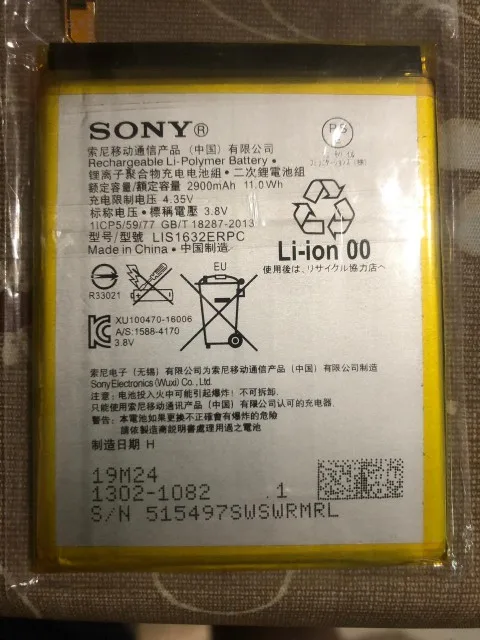 SONY®
索尼移动通信产品（中国）有限公司
Rechargeable Li-Polymer Battery •
锂离子聚合物充电电池组 • 二次鋰電池組
额定容量/額定容量 2900mAh 11.0Wh
充电限制电压 4.35V
标称电压 • 標稱電壓 3.8V
1ICP5/59/77 GB/T 18287-2013
型号/型號 LIS1632ERPC
Made in China • 中国制造
PS
E
Li-ion 00
使用後は、リサイクル協力店へ
R33021
EU
XU100470-16006
A/S:1588-4170
3.8V
索尼电子（无锡）有限公司为索尼移动通信产品（中国）有限公司制造
SonyElectronics (Wuxi) Co., Ltd.
注意：电池投入火中可能引起爆炸！不可拆卸.
只能使用索尼移动通讯产品（中国）有限公司认可的充电器.
警告：本電池如果更換不正確會有爆炸的危險
請依製造商説明書處理用過之電池
制造日期 H
19M24
1302-1082 .1
S/N 515497SWSWRMRL